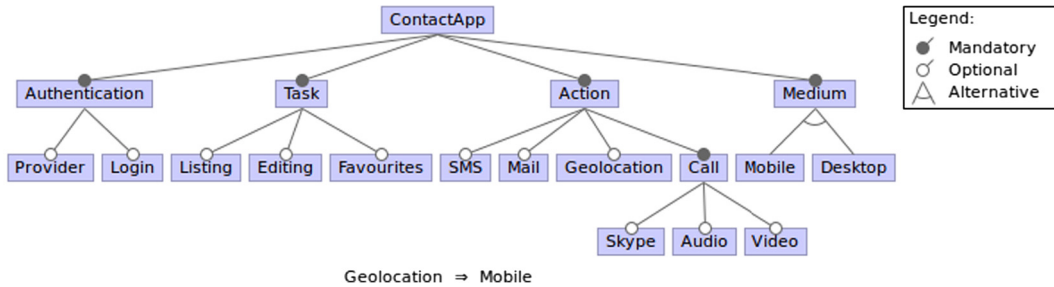 ContactApp
Legend:
Mandatory
Optional
Alternative
Authentication Task Action Medium
Provider Login Listing Editing Favourites SMS Mail Geolocation Call Mobile Desktop
Skype Audio Video
Geolocation ⇒ Mobile